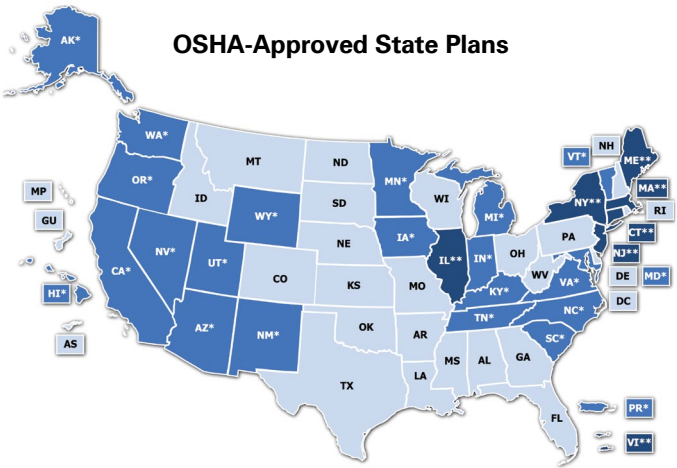 OSHA-Approved State Plans
AK*
WA*
MT
ND
MN*
VT*
NH
ME**
OR*
ID
SD
WI
MI*
NY**
MA**
RI
MP
GU
WY*
IA*
NE
PA
CT**
NJ**
NV*
UT*
CO
KS
MO
IL**
IN*
OH
WV
VA*
DE
MD*
DC
CA*
HI*
AS
AZ*
NM*
OK
AR
KY*
TN*
NC*
SC*
TX
LA
MS
AL
GA
FL
PR*
VI**